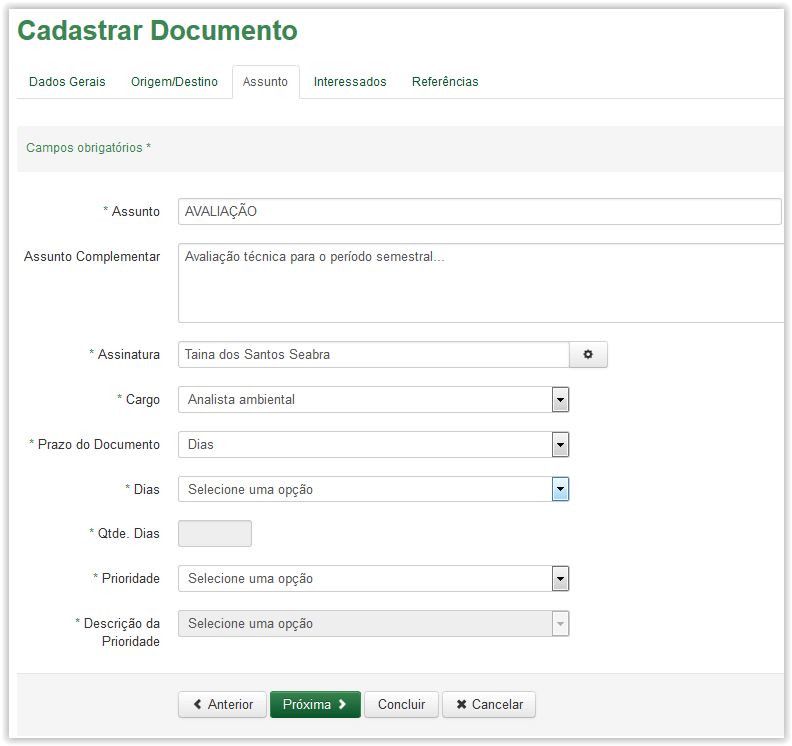 Cadastrar Documento
Dados Gerais Origem/Destino Assunto Interessados Referências
Campos obrigatórios *
* Assunto AVALIAÇÃO
Assunto Complementar Avaliação técnica para o período semestral...
* Assinatura Taina dos Santos Seabra
* Cargo Analista ambiental
* Prazo do Documento Dias
* Dias Selecione uma opção
* Qtde. Dias
* Prioridade Selecione uma opção
* Descrição da Selecione uma opção
Prioridade
Anterior Próxima Concluir Cancelar